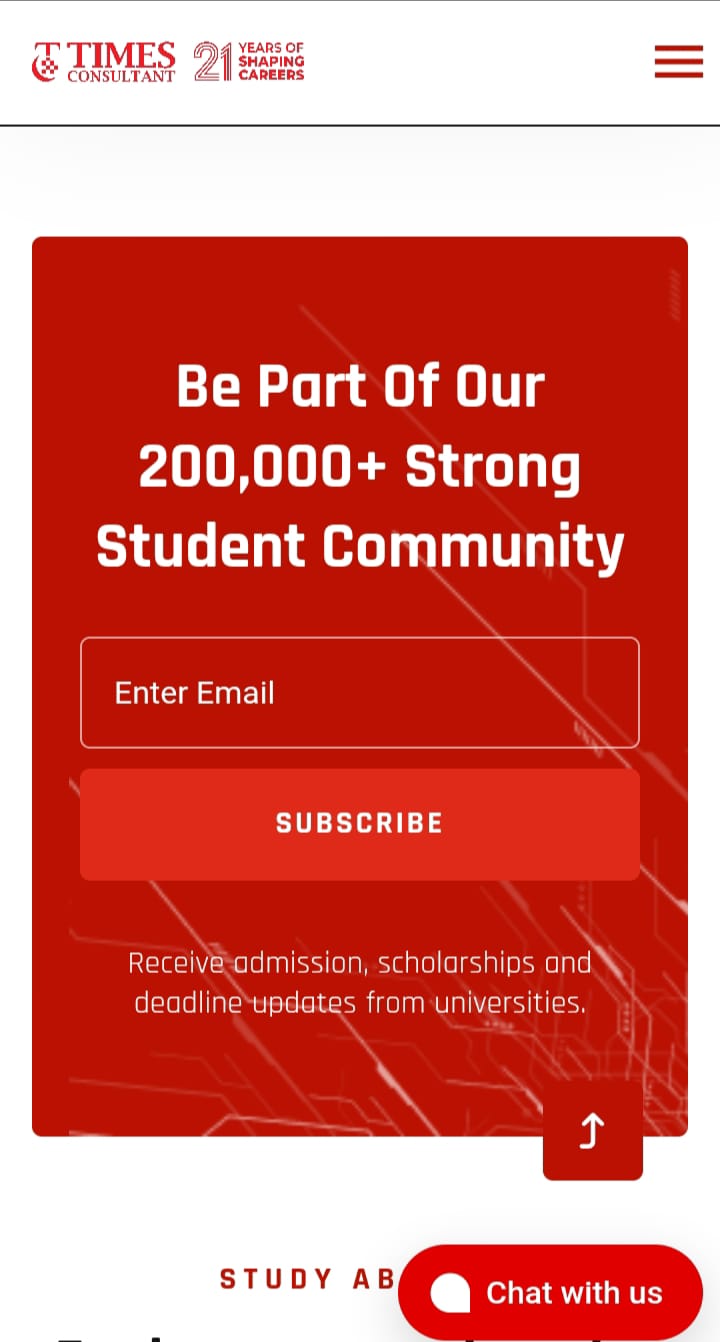 TIMES
CONSULTANT
21 YEARS OF
SHAPING
CAREERS
Be Part Of Our
200,000+ Strong
Student Community
Enter Email
SUBSCRIBE
Receive admission, scholarships and
deadline updates from universities.
STUDY AB
Chat with us